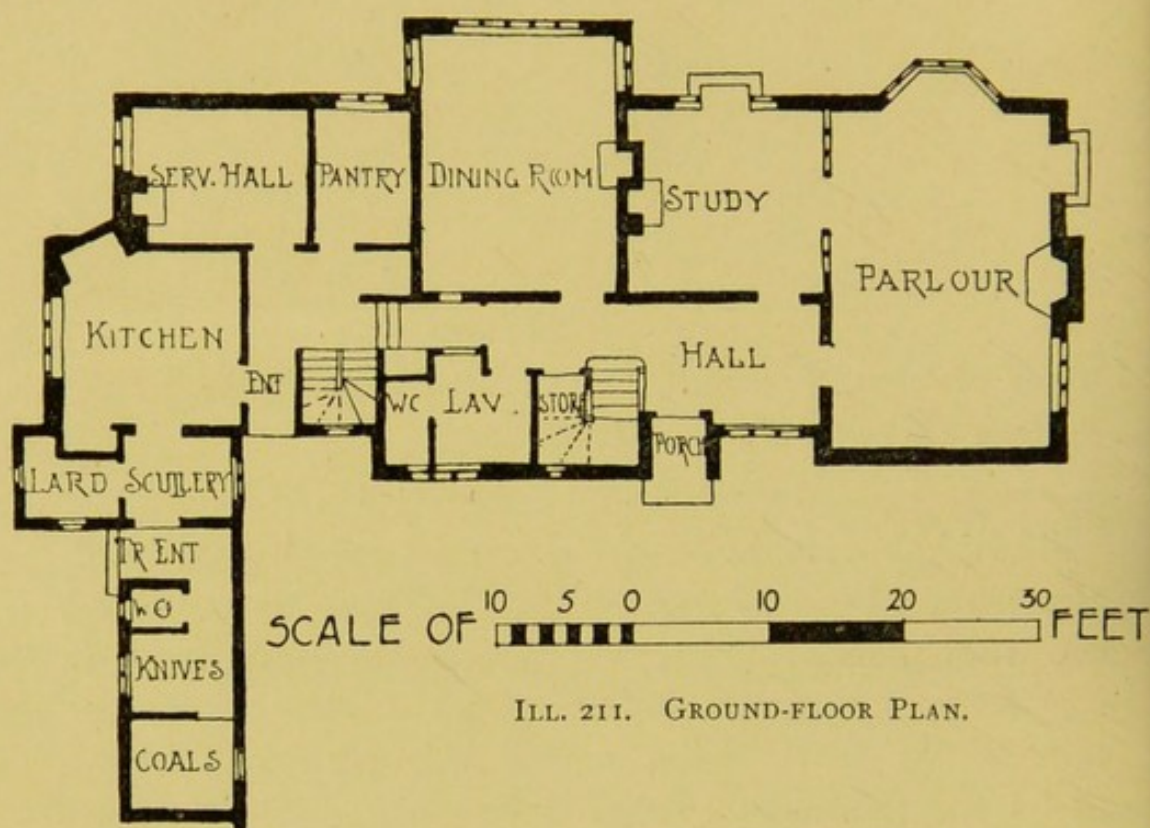 SERV. HALL
PANTRY
DINING ROOM
STUDY
PARLOUR
KITCHEN
ENT
WC
LAV.
STORE
HALL
PORCH
LARD
SCULLERY
TR ENT
KNIVES
COALS
SCALE OF 10 5 0 10 20 30 FEET
ILL. 211. GROUND-FLOOR PLAN.